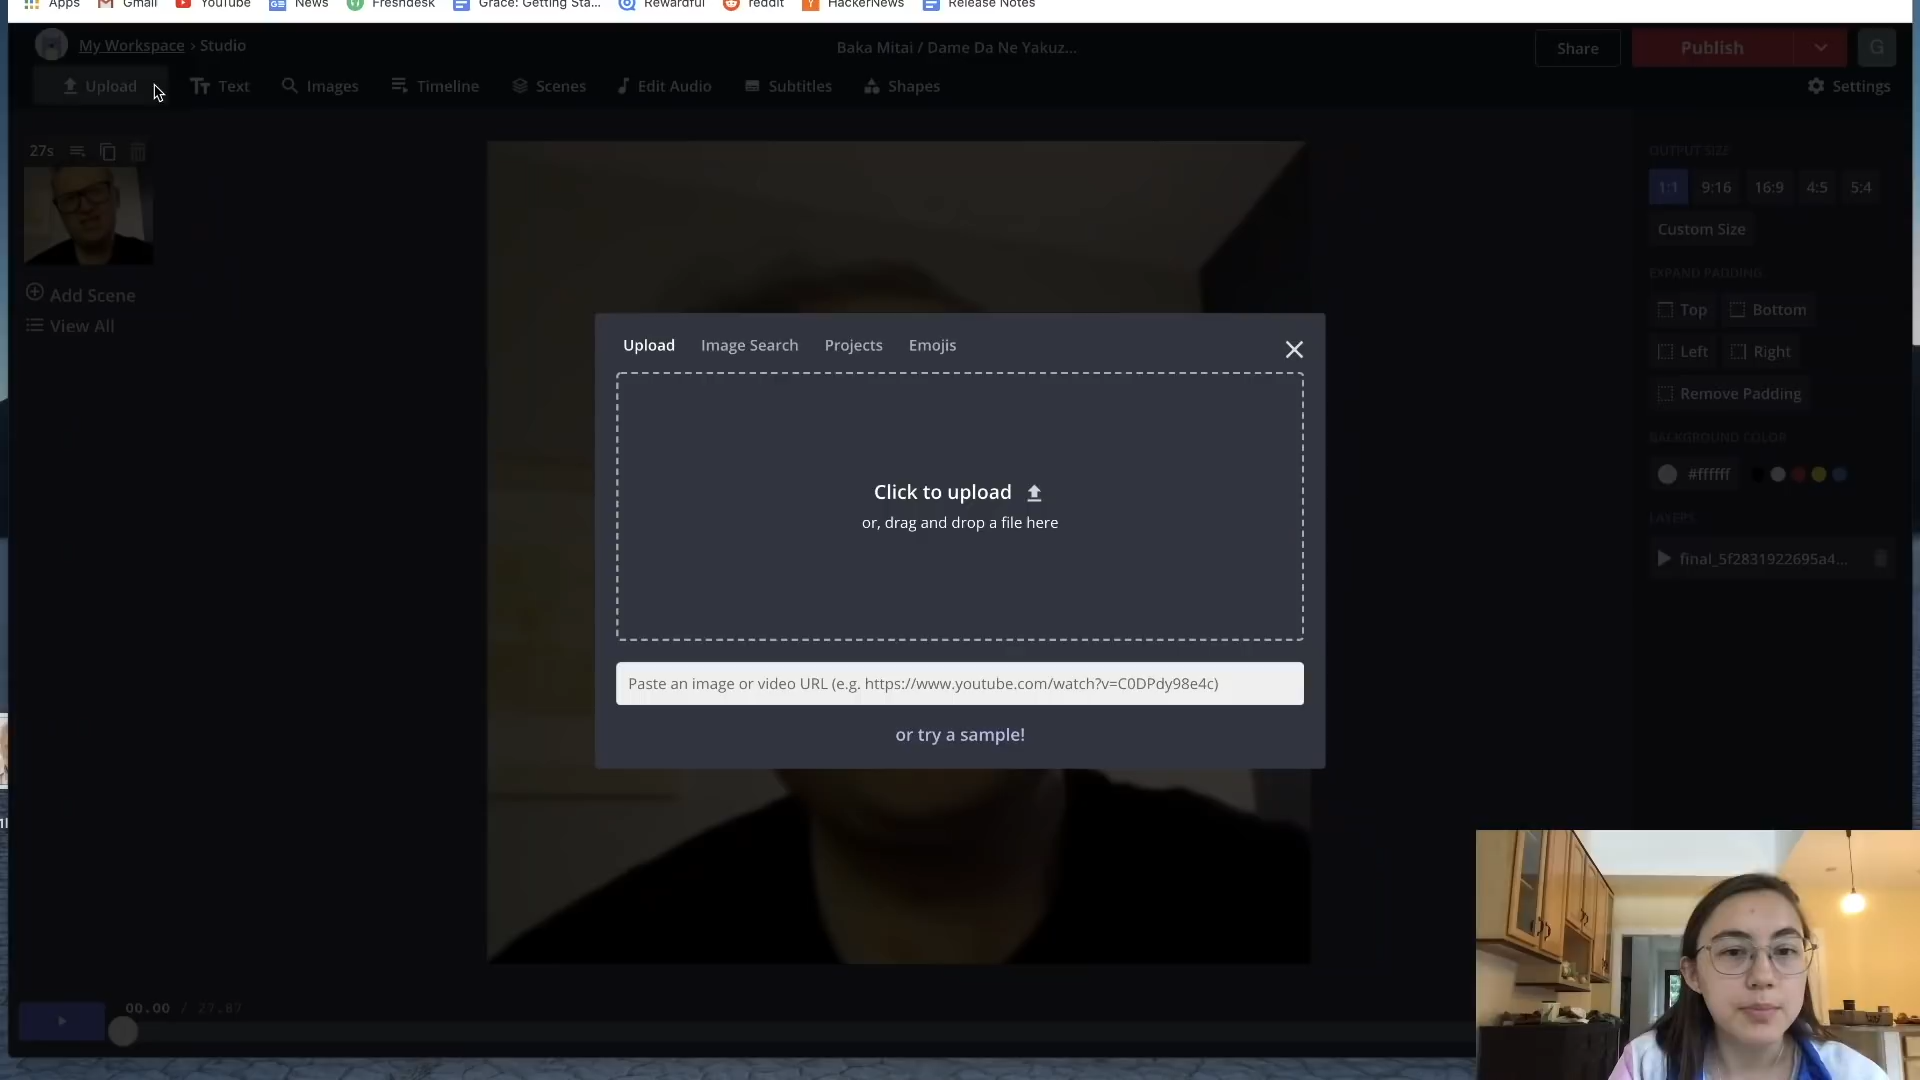 Apps Gmail YouTube News Freshdesk Grace: Getting Sta... Rewardful reddit HackerNews Release Notes
My Workspace › Studio
Baka Mitai / Dame Da Ne Yakuz...
Share
Publish
G
Upload Text Images Timeline Scenes Edit Audio Subtitles Shapes
Settings
27s
Add Scene
View All
Upload Image Search Projects Emojis
Click to upload
or, drag and drop a file here
Paste an image or video URL (e.g. https://www.youtube.com/watch?v=C0DPdy98e4c)
or try a sample!
OUTPUT SIZE
1:1 9:16 16:9 4:5 5:4
Custom Size
EXPAND PADDING
Top Bottom
Left Right
Remove Padding
BACKGROUND COLOR
#ffffff
LAYERS
final_5f2831922695a4...
00.00 / 27.87